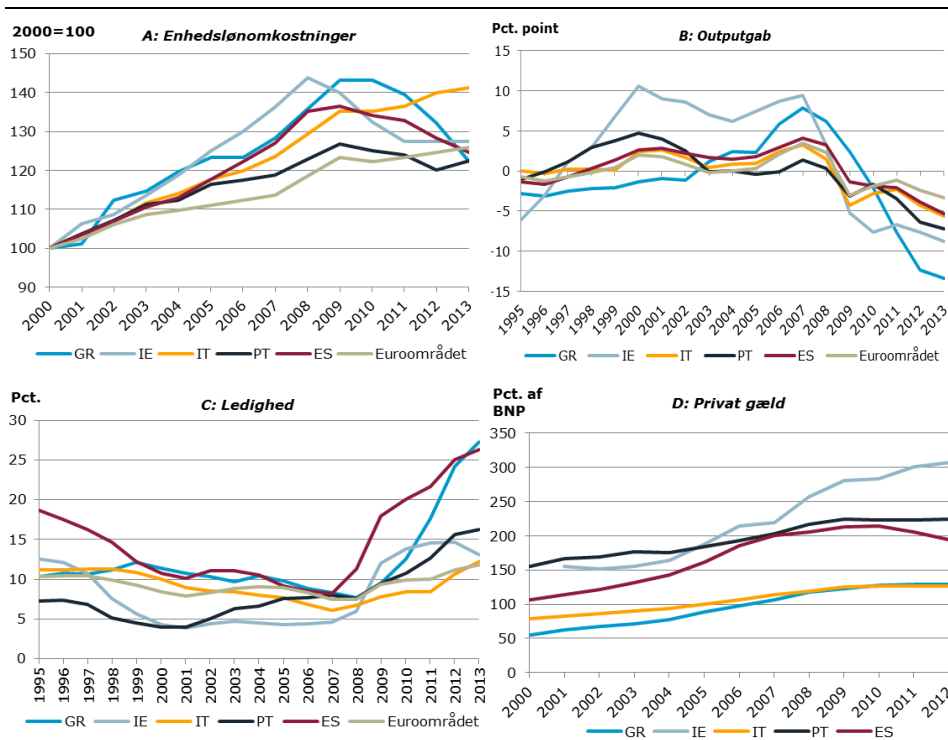 2000=100
A: Enhedslønomkostninger
150
140
130
120
110
100
90
2000 2001 2002 2003 2004 2005 2006 2007 2008 2009 2010 2011 2012 2013
GR IE IT PT ES Euroområdet
Pct. point
B: Outputgab
15
10
5
0
-5
-10
-15
1995 1996 1997 1998 1999 2000 2001 2002 2003 2004 2005 2006 2007 2008 2009 2010 2011 2012 2013
GR IE IT PT ES Euroområdet
Pct.
C: Ledighed
30
25
20
15
10
5
0
1995 1996 1997 1998 1999 2000 2001 2002 2003 2004 2005 2006 2007 2008 2009 2010 2011 2012 2013
GR IE IT PT ES Euroområdet
Pct. af
BNP
D: Privat gæld
350
300
250
200
150
100
50
0
2000 2001 2002 2003 2004 2005 2006 2007 2008 2009 2010 2011 2012
GR IE IT PT ES